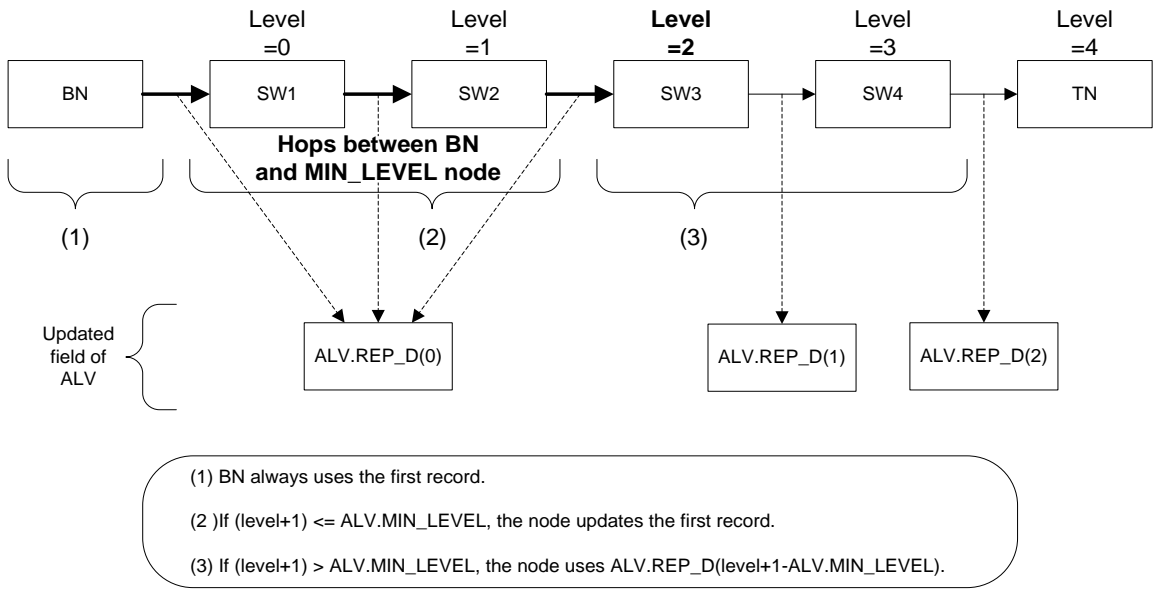 Level
=0
Level
=1
Level
=2
Level
=3
Level
=4
BN
SW1
SW2
SW3
SW4
TN
Hops between BN
and MIN_LEVEL node
(1)
(2)
(3)
Updated
field of
ALV
ALV.REP_D(0)
ALV.REP_D(1)
ALV.REP_D(2)
(1) BN always uses the first record.
(2 )If (level+1) <= ALV.MIN_LEVEL, the node updates the first record.
(3) If (level+1) > ALV.MIN_LEVEL, the node uses ALV.REP_D(level+1-ALV.MIN_LEVEL).